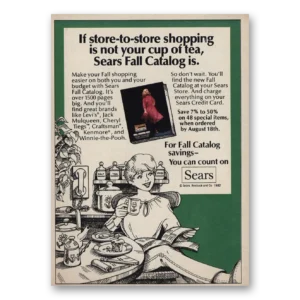 If store-to-store shopping
is not your cup of tea,
Sears Fall Catalog is.
Make your Fall shopping
easier on both you and your
budget with Sears
Fall Catalog. It's
over 1500 pages
big. And you'll
find great brands
like Levi's, Jack
Mulqueen, Cheryl
Tiegs, Craftsman,
Kenmore, and
Winnie-the-Pooh.
So don't wait. You'll
find the new Fall
Catalog at your Sears
Store. And charge
everything on your
Sears Credit Card.
Save 7% to 50%
on 48 special items,
when ordered
by August 18th.
For Fall Catalog
savings—
You can count on
Sears